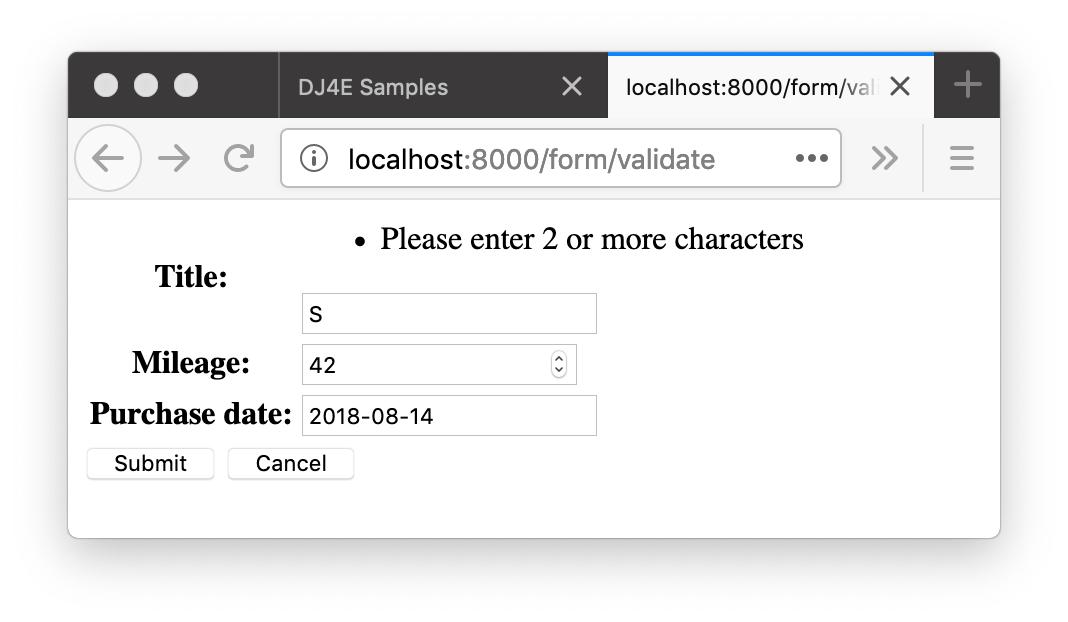 DJ4E Samples
localhost:8000/form/val
localhost:8000/form/validate
• Please enter 2 or more characters
Title:
S
Mileage: 42
Purchase date: 2018-08-14
Submit Cancel